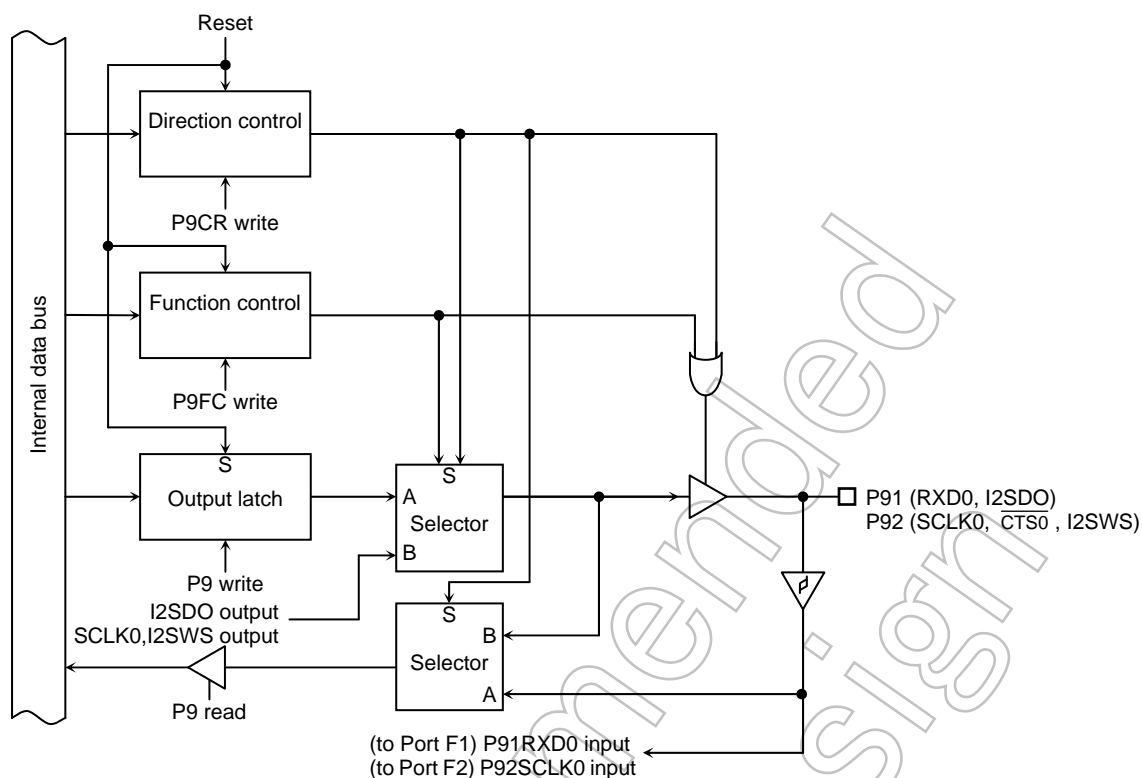 Reset
Direction control
P9CR write
Internal data bus
Function control
P9FC write
S
Output latch
P9 write
S
A
Selector
B
I2SDO output
SCLK0,I2SWS output
S
B
Selector
A
P9 read
P91 (RXD0, I2SDO)
P92 (SCLK0, CTS0 , I2SWS)
(to Port F1) P91RXD0 input
(to Port F2) P92SCLK0 input
mended
sign